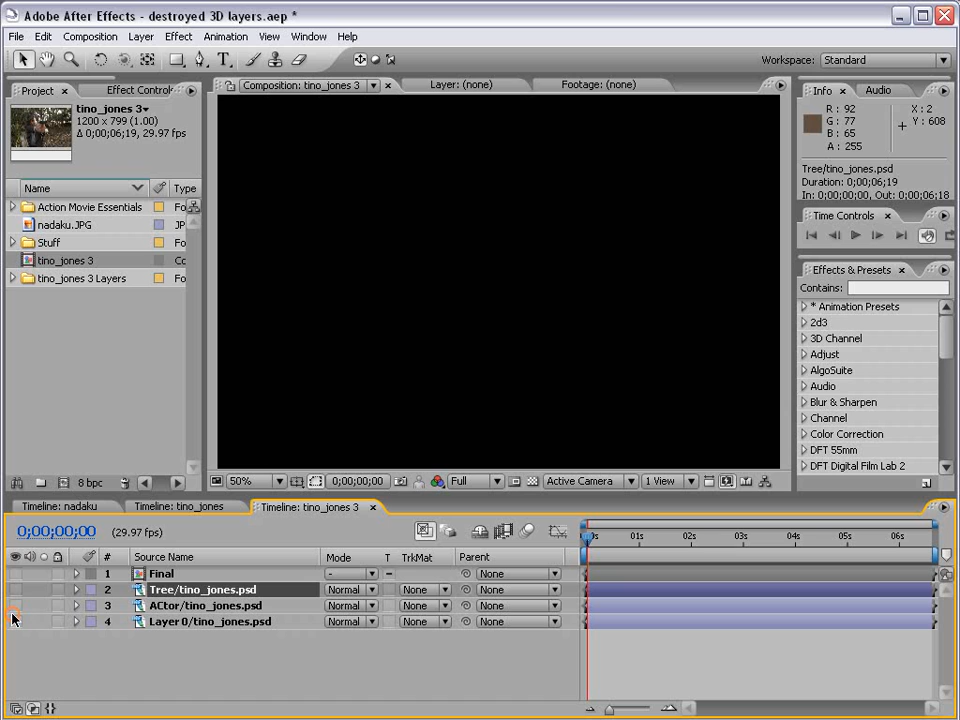 Adobe After Effects - destroyed 3D layers.aep *
File Edit Composition Layer Effect Animation View Window Help
Workspace: Standard
Project Effect Controls
Composition: tino_jones 3 Layer: (none) Footage: (none)
Info Audio
tino_jones 3
1200 x 799 (1.00)
Δ 0;00;06;19, 29.97 fps
R : 92
G : 77
B : 65
A : 255
X : 2
Y : 608
Tree/tino_jones.psd
Duration: 0;00;06;19
In: 0;00;00;00, Out: 0;00;06;18
Name Type
Action Movie Essentials Fo
nadaku.JPG JP
Stuff Fo
tino_jones 3 Cc
tino_jones 3 Layers Fo
Time Controls
Effects & Presets
Contains:
* Animation Presets
2d3
3D Channel
Adjust
AlgoSuite
Audio
Blur & Sharpen
Channel
Color Correction
DFT 55mm
DFT Digital Film Lab 2
8 bpc
50% 0;00;00;00 Full Active Camera 1 View
Timeline: nadaku Timeline: tino_jones Timeline: tino_jones 3
0;00;00;00 (29.97 fps)
# Source Name Mode T TrkMat Parent
01s 02s 03s 04s 05s 06s
1 Final - None
2 Tree/tino_jones.psd Normal None None
3 ACtor/tino_jones.psd Normal None None
4 Layer 0/tino_jones.psd Normal None None